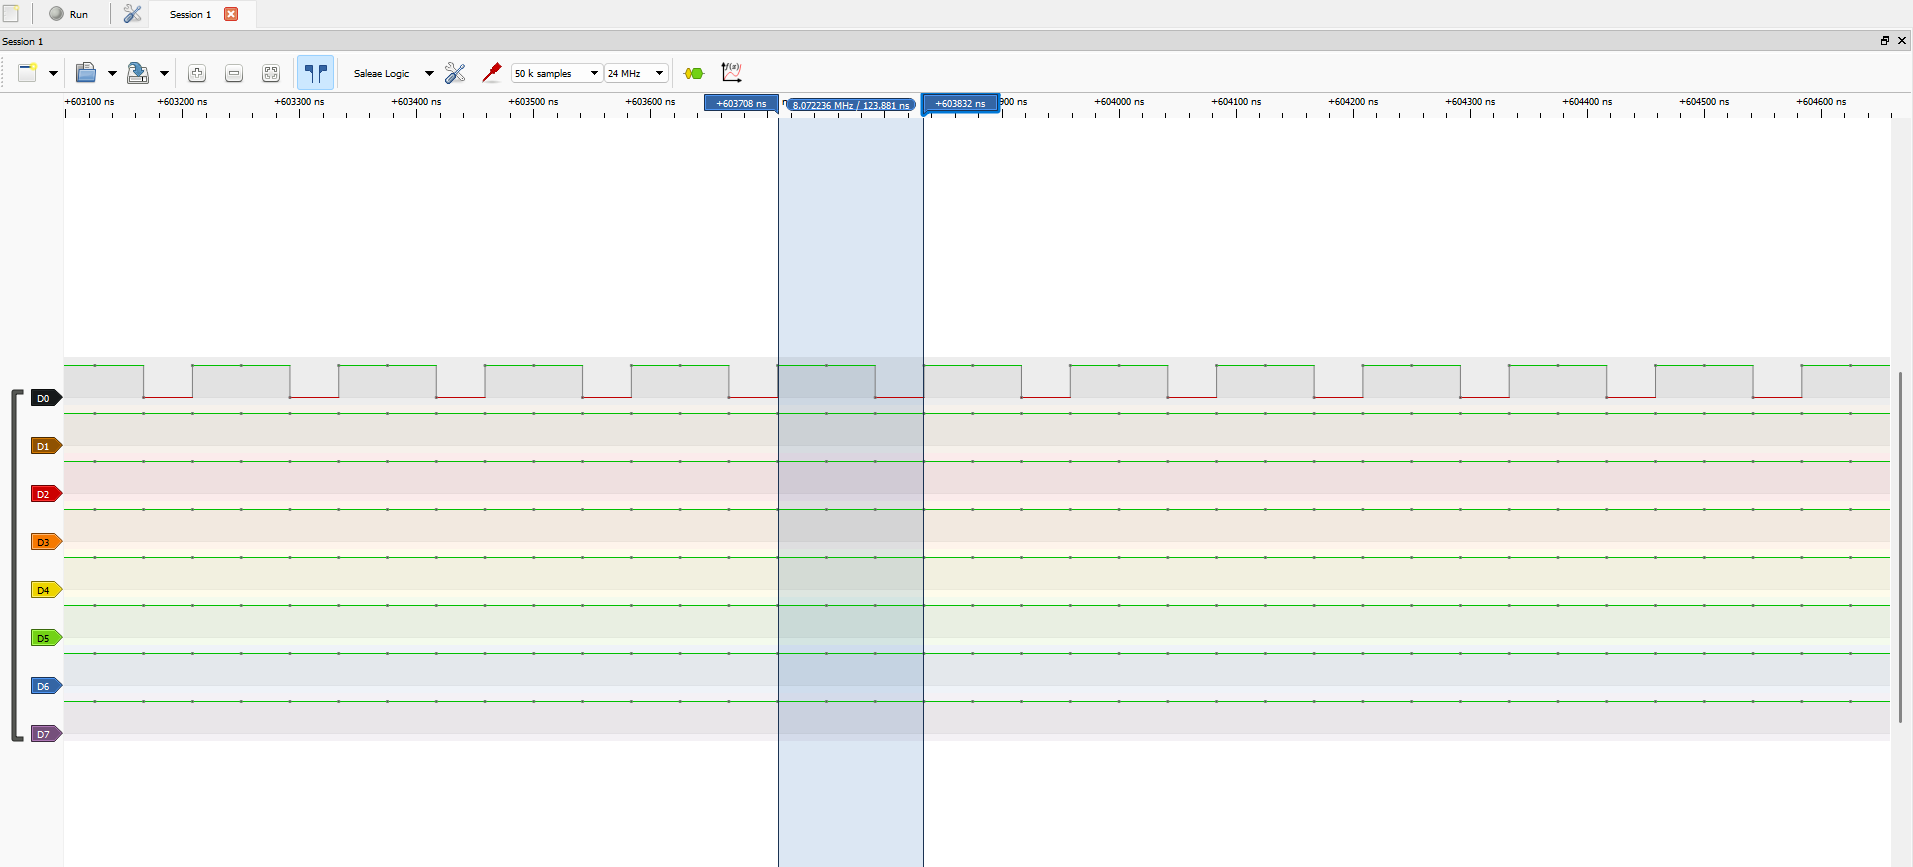 Run
Session 1
Session 1
Saleae Logic
50 k samples
24 MHz
f(x)
+603100 ns +603200 ns +603300 ns +603400 ns +603500 ns +603600 ns +603708 ns 8.072236 MHz / 123.881 ns +603832 ns 900 ns +604000 ns +604100 ns +604200 ns +604300 ns +604400 ns +604500 ns +604600 ns
D0
D1
D2
D3
D4
D5
D6
D7